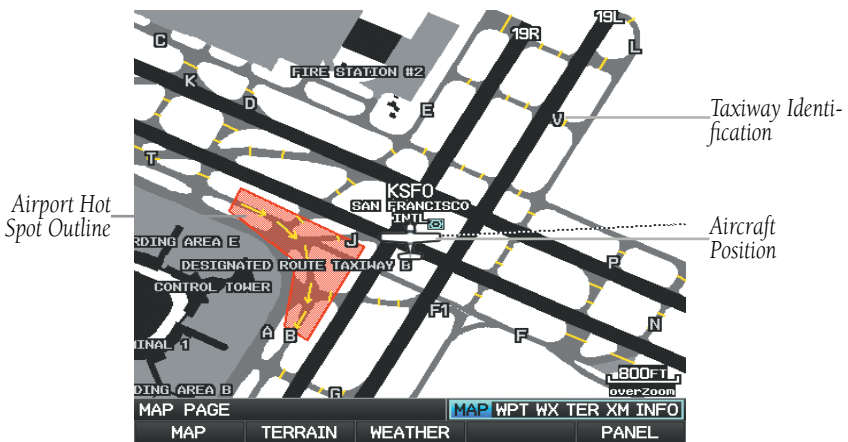 19L
19R
C
L
FIRE STATION #2
K
D
E
V
Taxiway Identi-
fication
T
KSFO
SAN FRANCISCO
INTL
Airport Hot
Spot Outline
J
RDING AREA E
Aircraft
Position
DESIGNATED ROUTE TAXIWAY B
P
CONTROL TOWER
F1
N
A
B
F
MINAL 1
800FT
overZoom
DING AREA B
G
MAP PAGE
MAP WPT WX TER XM INFO
MAP TERRAIN WEATHER PANEL